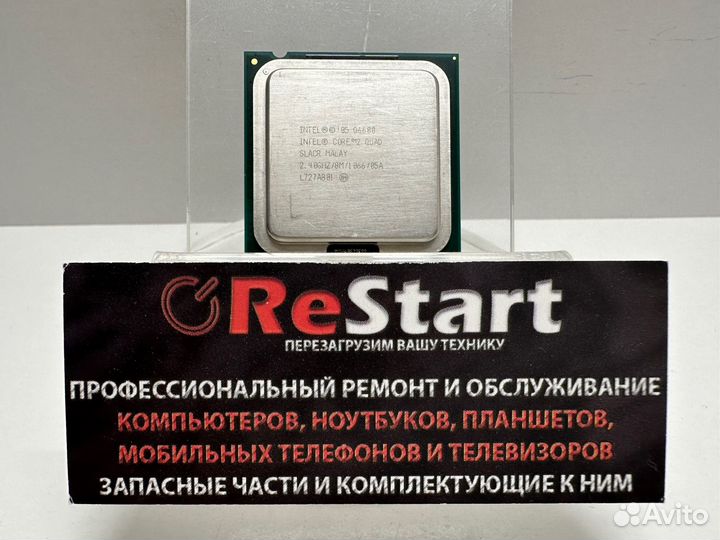 INTEL® © '05 Q6600
INTEL® CORE™2 QUAD
SLACR MALAY
2.40GHZ/8M/1066/05A
L727A881
ReStart
ПЕРЕЗАГРУЗИМ ВАШУ ТЕХНИКУ
ПРОФЕССИОНАЛЬНЫЙ РЕМОНТ И ОБСЛУЖИВАНИЕ
КОМПЬЮТЕРОВ, НОУТБУКОВ, ПЛАНШЕТОВ,
МОБИЛЬНЫХ ТЕЛЕФОНОВ И ТЕЛЕВИЗОРОВ
ЗАПАСНЫЕ ЧАСТИ И КОМПЛЕКТУЮЩИЕ К НИМ
Avito